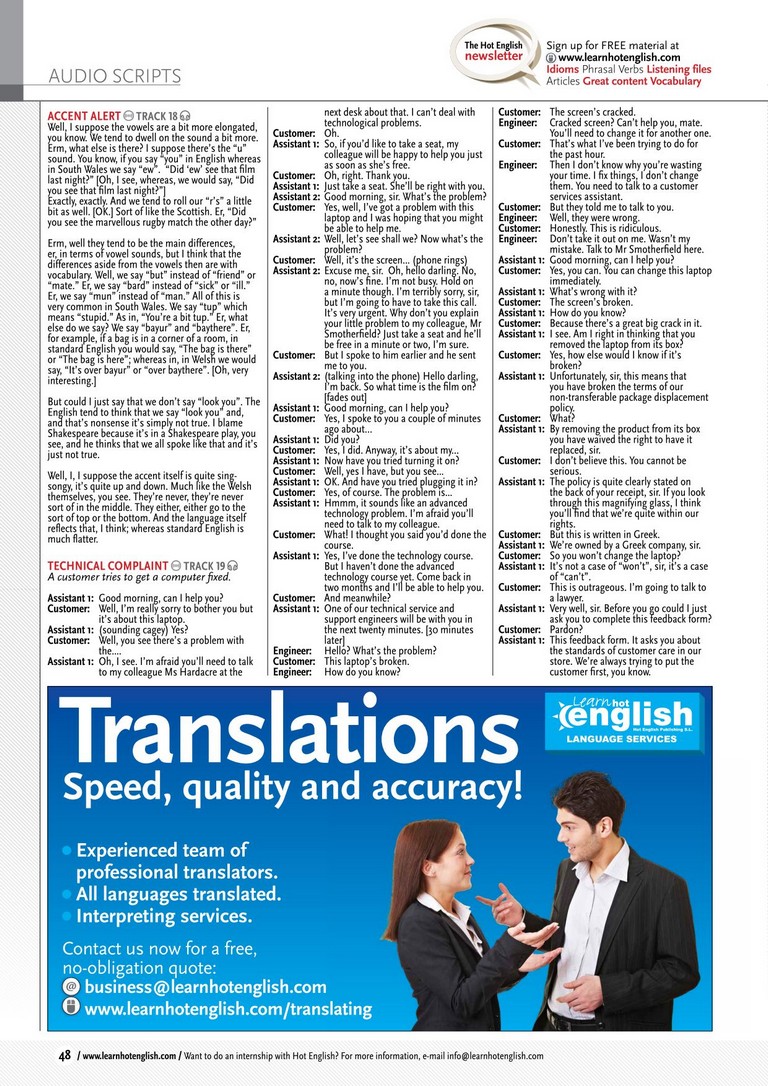 AUDIO SCRIPTS
The Hot English
newsletter
Sign up for FREE material at
www.learnhotenglish.com
Idioms Phrasal Verbs Listening files
Articles Great content Vocabulary
ACCENT ALERT TRACK 18
Well, I suppose the vowels are a bit more elongated,
you know. We tend to dwell on the sound a bit more.
Erm, what else is there? I suppose there's the "u"
sound. You know, if you say "you" in English whereas
in South Wales we say "ew". "Did 'ew' see that film
last night?" [Oh, I see, whereas, we would say, "Did
you see that film last night?"]
Exactly, exactly. And we tend to roll our "r's" a little
bit as well. [OK.] Sort of like the Scottish. Er, "Did
you see the marvellous rugby match the other day?"
Erm, well they tend to be the main differences,
er, in terms of vowel sounds, but I think that the
differences aside from the vowels then are with
vocabulary. Well, we say "but" instead of "friend" or
"mate." Er, we say "bard" instead of "sick" or "ill."
Er, we say "mun" instead of "man." All of this is
very common in South Wales. We say "tup" which
means "stupid." As in, "You're a bit tup." Er, what
else do we say? We say "bayur" and "baythere". Er,
for example, if a bag is in a corner of a room, in
standard English you would say, "The bag is there"
or "The bag is here"; whereas in, in Welsh we would
say, "It's over bayur" or "over baythere". [Oh, very
interesting.]
But could I just say that we don't say "look you". The
English tend to think that we say "look you" and,
and that's nonsense it's simply not true. I blame
Shakespeare because it's in a Shakespeare play, you
see, and he thinks that we all spoke like that and it's
just not true.
Well, I, I suppose the accent itself is quite sing-
songy, it's quite up and down. Much like the Welsh
themselves, you see. They're never, they're never
sort of in the middle. They either, either go to the
sort of top or the bottom. And the language itself
reflects that, I think; whereas standard English is
much flatter.
TECHNICAL COMPLAINT TRACK 19
A customer tries to get a computer fixed.
Assistant 1: Good morning, can I help you?
Customer: Well, I'm really sorry to bother you but
it's about this laptop.
Assistant 1: (sounding cagey) Yes?
Customer: Well, you see there's a problem with
the....
Assistant 1: Oh, I see. I'm afraid you'll need to talk
to my colleague Ms Hardacre at the
next desk about that. I can't deal with
technological problems.
Customer: Oh.
Assistant 1: So, if you'd like to take a seat, my
colleague will be happy to help you just
as soon as she's free.
Customer: Oh, right. Thank you.
Assistant 1: Just take a seat. She'll be right with you.
Assistant 2: Good morning, sir. What's the problem?
Customer: Yes, well, I've got a problem with this
laptop and I was hoping that you might
be able to help me.
Assistant 2: Well, let's see shall we? Now what's the
problem?
Customer: Well, it's the screen... (phone rings)
Assistant 2: Excuse me, sir. Oh, hello darling. No,
no, now's fine. I'm not busy. Hold on
a minute though. I'm terribly sorry, sir,
but I'm going to have to take this call.
It's very urgent. Why don't you explain
your little problem to my colleague, Mr
Smotherfield? Just take a seat and he'll
be free in a minute or two, I'm sure.
Customer: But I spoke to him earlier and he sent
me to you.
Assistant 2: (talking into the phone) Hello darling,
I'm back. So what time is the film on?
[fades out]
Assistant 1: Good morning, can I help you?
Customer: Yes, I spoke to you a couple of minutes
ago about...
Assistant 1: Did you?
Customer: Yes, I did. Anyway, it's about my...
Assistant 1: Now have you tried turning it on?
Customer: Well, yes I have, but you see...
Assistant 1: OK. And have you tried plugging it in?
Customer: Yes, of course. The problem is...
Assistant 1: Hmmm, it sounds like an advanced
technology problem. I'm afraid you'll
need to talk to my colleague.
Customer: What! I thought you said you'd done the
course.
Assistant 1: Yes, I've done the technology course.
But I haven't done the advanced
technology course yet. Come back in
two months and I'll be able to help you.
Customer: And meanwhile?
Assistant 1: One of our technical service and
support engineers will be with you in
the next twenty minutes. [30 minutes
later]
Engineer: Hello? What's the problem?
Customer: This laptop's broken.
Engineer: How do you know?
Customer: The screen's cracked.
Engineer: Cracked screen? Can't help you, mate.
You'll need to change it for another one.
Customer: That's what I've been trying to do for
the past hour.
Engineer: Then I don't know why you're wasting
your time. I fix things, I don't change
them. You need to talk to a customer
services assistant.
Customer: But they told me to talk to you.
Engineer: Well, they were wrong.
Customer: Honestly. This is ridiculous.
Engineer: Don't take it out on me. Wasn't my
mistake. Talk to Mr Smotherfield here.
Assistant 1: Good morning, can I help you?
Customer: Yes, you can. You can change this laptop
immediately.
Assistant 1: What's wrong with it?
Customer: The screen's broken.
Assistant 1: How do you know?
Customer: Because there's a great big crack in it.
Assistant 1: I see. Am I right in thinking that you
removed the laptop from its box?
Customer: Yes, how else would I know if it's
broken?
Assistant 1: Unfortunately, sir, this means that
you have broken the terms of our
non-transferable package displacement
policy.
Customer: What?
Assistant 1: By removing the product from its box
you have waived the right to have it
replaced, sir.
Customer: I don't believe this. You cannot be
serious.
Assistant 1: The policy is quite clearly stated on
the back of your receipt, sir. If you look
through this magnifying glass, I think
you'll find that we're quite within our
rights.
Customer: But this is written in Greek.
Assistant 1: We're owned by a Greek company, sir.
Customer: So you won't change the laptop?
Assistant 1: It's not a case of "won't", sir, it's a case
of "can't".
Customer: This is outrageous. I'm going to talk to
a lawyer.
Assistant 1: Very well, sir. Before you go could I just
ask you to complete this feedback form?
Customer: Pardon?
Assistant 1: This feedback form. It asks you about
the standards of customer care in our
store. We're always trying to put the
customer first, you know.
Translations
Speed, quality and accuracy!
Learn hot
english
Hot English Publishing S.L.
LANGUAGE SERVICES
Experienced team of
professional translators.
All languages translated.
Interpreting services.
Contact us now for a free,
no-obligation quote:
@ business@learnhotenglish.com
www.learnhotenglish.com/translating
48 / www.learnhotenglish.com / Want to do an internship with Hot English? For more information, e-mail info@learnhotenglish.com